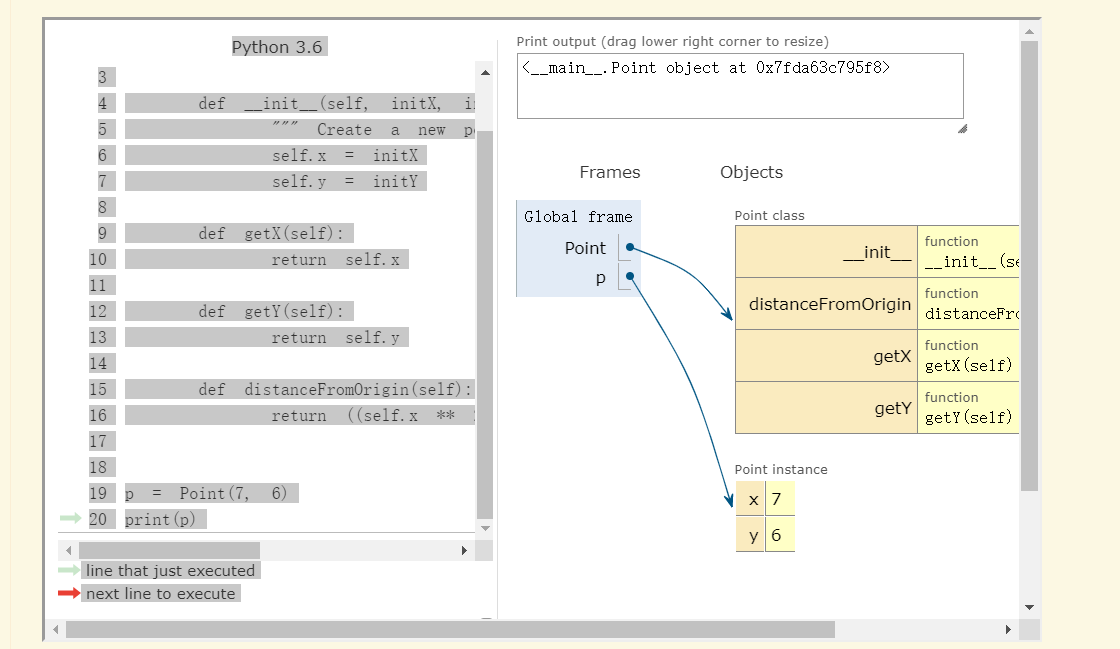 Python 3.6
3
4 def __init__(self, initX,
5 """ Create a new
6 self.x = initX
7 self.y = initY
8
9 def getX(self):
10 return self.x
11
12 def getY(self):
13 return self.y
14
15 def distanceFromOrigin(self):
16 return ((self.x **
17
18
19 p = Point(7, 6)
20 print(p)
line that just executed
next line to execute
Print output (drag lower right corner to resize)
<__main__.Point object at 0x7fda63c795f8>
Frames
Objects
Global frame
Point
p
Point class
__init__ function
__init__(se
distanceFromOrigin function
distanceFro
getX function
getX(self)
getY function
getY(self)
Point instance
x 7
y 6